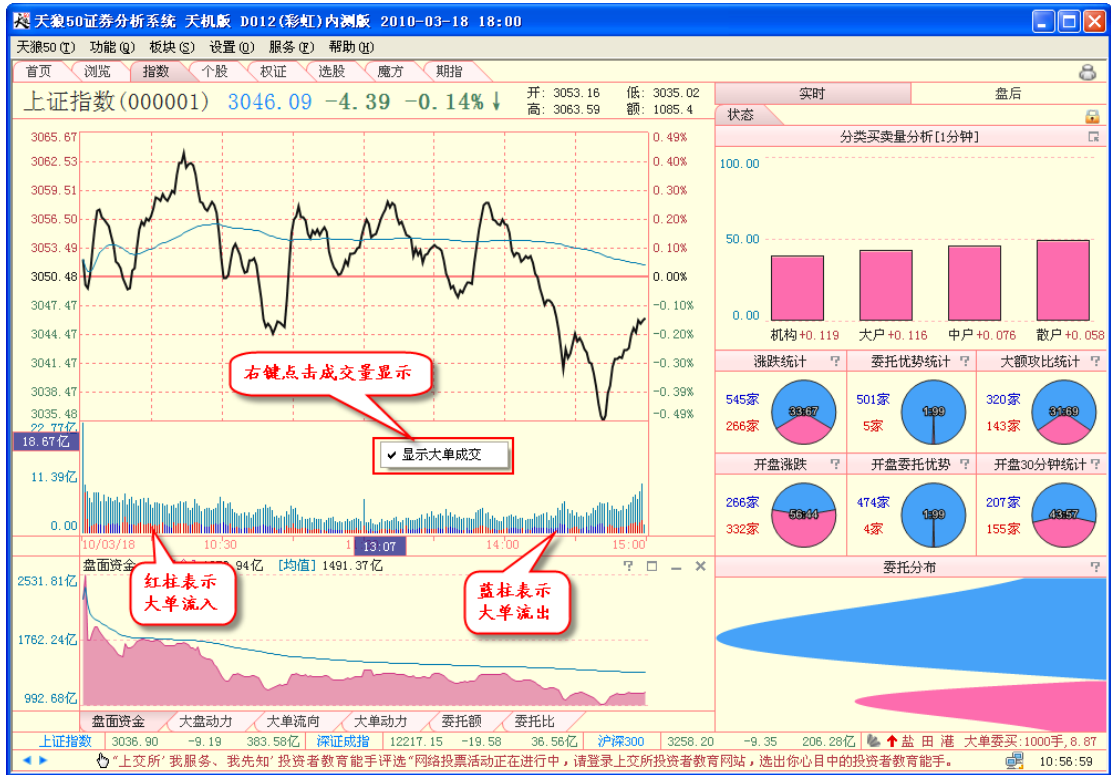 天狼50证券分析系统 天机版 D012(彩虹)内测版 2010-03-18 18:00
天狼50(T) 功能(Q) 板块(S) 设置(O) 服务(F) 帮助(H)
首页 浏览 指数 个股 权证 选股 魔方 期指
上证指数(000001) 3046.09 -4.39 -0.14%↓
开: 3053.16 低: 3035.02
高: 3063.59 额: 1085.4
实时 盘后
状态
分类买卖量分析[1分钟]
100.00
50.00
0.00
机构+0.119 大户+0.116 中户+0.076 散户+0.058
3065.67 0.49%
3062.53 0.40%
3059.51 0.30%
3056.50 0.20%
3053.49 0.10%
3050.48 0.00%
3047.47 -0.10%
3044.47 -0.20%
3041.47 -0.30%
3038.47 -0.39%
3035.48 -0.49%
右键点击成交量显示
✔ 显示大单成交
22.77亿
18.67亿
11.39亿
0.00
10/03/18 10:30 13:07 14:00 15:00
红柱表示
大单流入
蓝柱表示
大单流出
涨跌统计 ? 委托优势统计 ? 大额攻比统计 ?
545家 33:67 501家 1:99 320家 31:69
266家 5家 143家
开盘涨跌 ? 开盘委托优势 ? 开盘30分钟统计 ?
266家 56:44 474家 1:99 207家 43:57
332家 4家 155家
委托分布 ?
盘面资金 94亿 [均值] 1491.37亿
2531.81亿
1762.24亿
992.68亿
盘面资金 大盘动力 大单流向 大单动力 委托额 委托比
上证指数 3036.90 -9.19 383.58亿 深证成指 12217.15 -19.58 36.56亿 沪深300 3258.20 -9.35 206.28亿 盐田港 大单委买:1000手,8.87
“上交所‘我服务、我先知’投资者教育能手评选”网络投票活动正在进行中，请登录上交所投资者教育网站，选出你心目中的投资者教育能手。 10:56:59